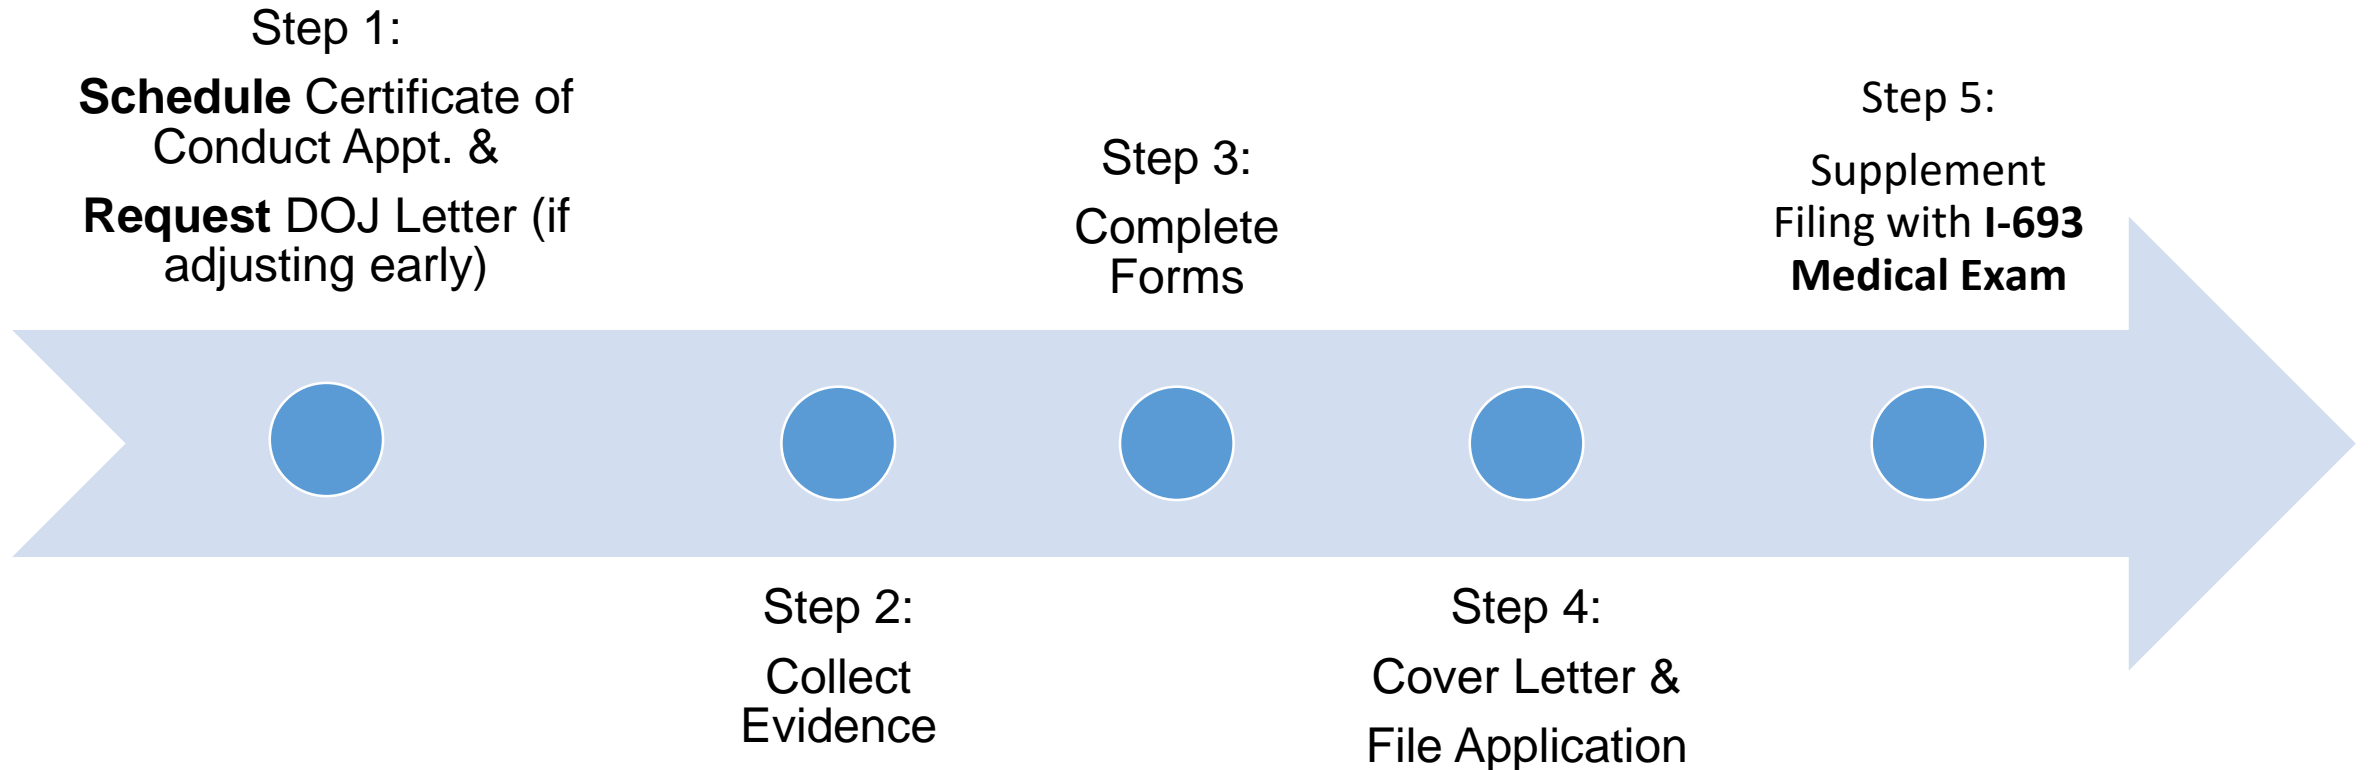 Step 1:
Schedule Certificate of
Conduct Appt. &
Request DOJ Letter (if
adjusting early)
Step 2:
Collect
Evidence
Step 3:
Complete
Forms
Step 4:
Cover Letter &
File Application
Step 5:
Supplement
Filing with I-693
Medical Exam